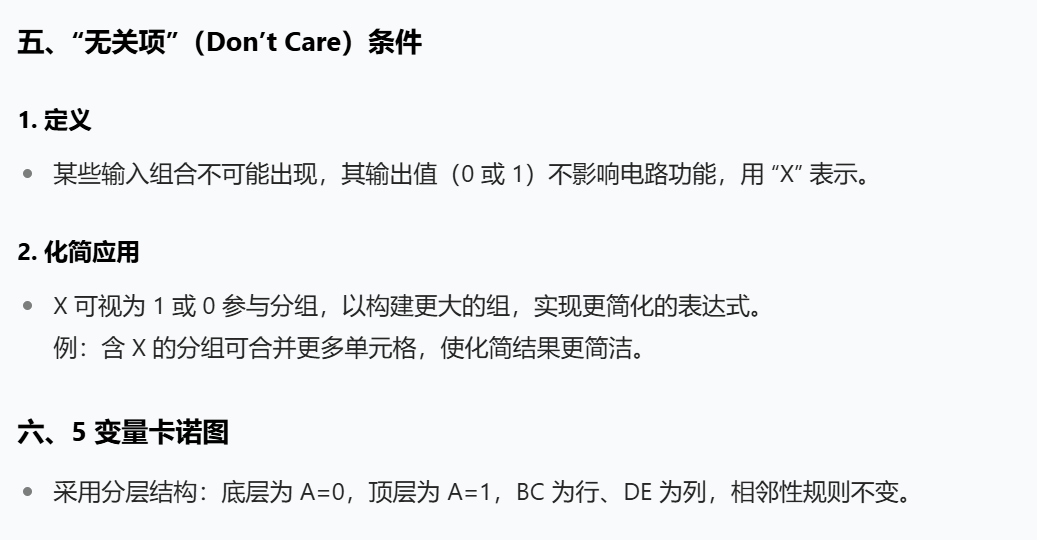 五、“无关项”（Don’t Care）条件
1. 定义
• 某些输入组合不可能出现，其输出值（0 或 1）不影响电路功能，用 “X” 表示。
2. 化简应用
• X 可视为 1 或 0 参与分组，以构建更大的组，实现更简化的表达式。
例：含 X 的分组可合并更多单元格，使化简结果更简洁。
六、5 变量卡诺图
• 采用分层结构：底层为 A=0，顶层为 A=1，BC 为行、DE 为列，相邻性规则不变。